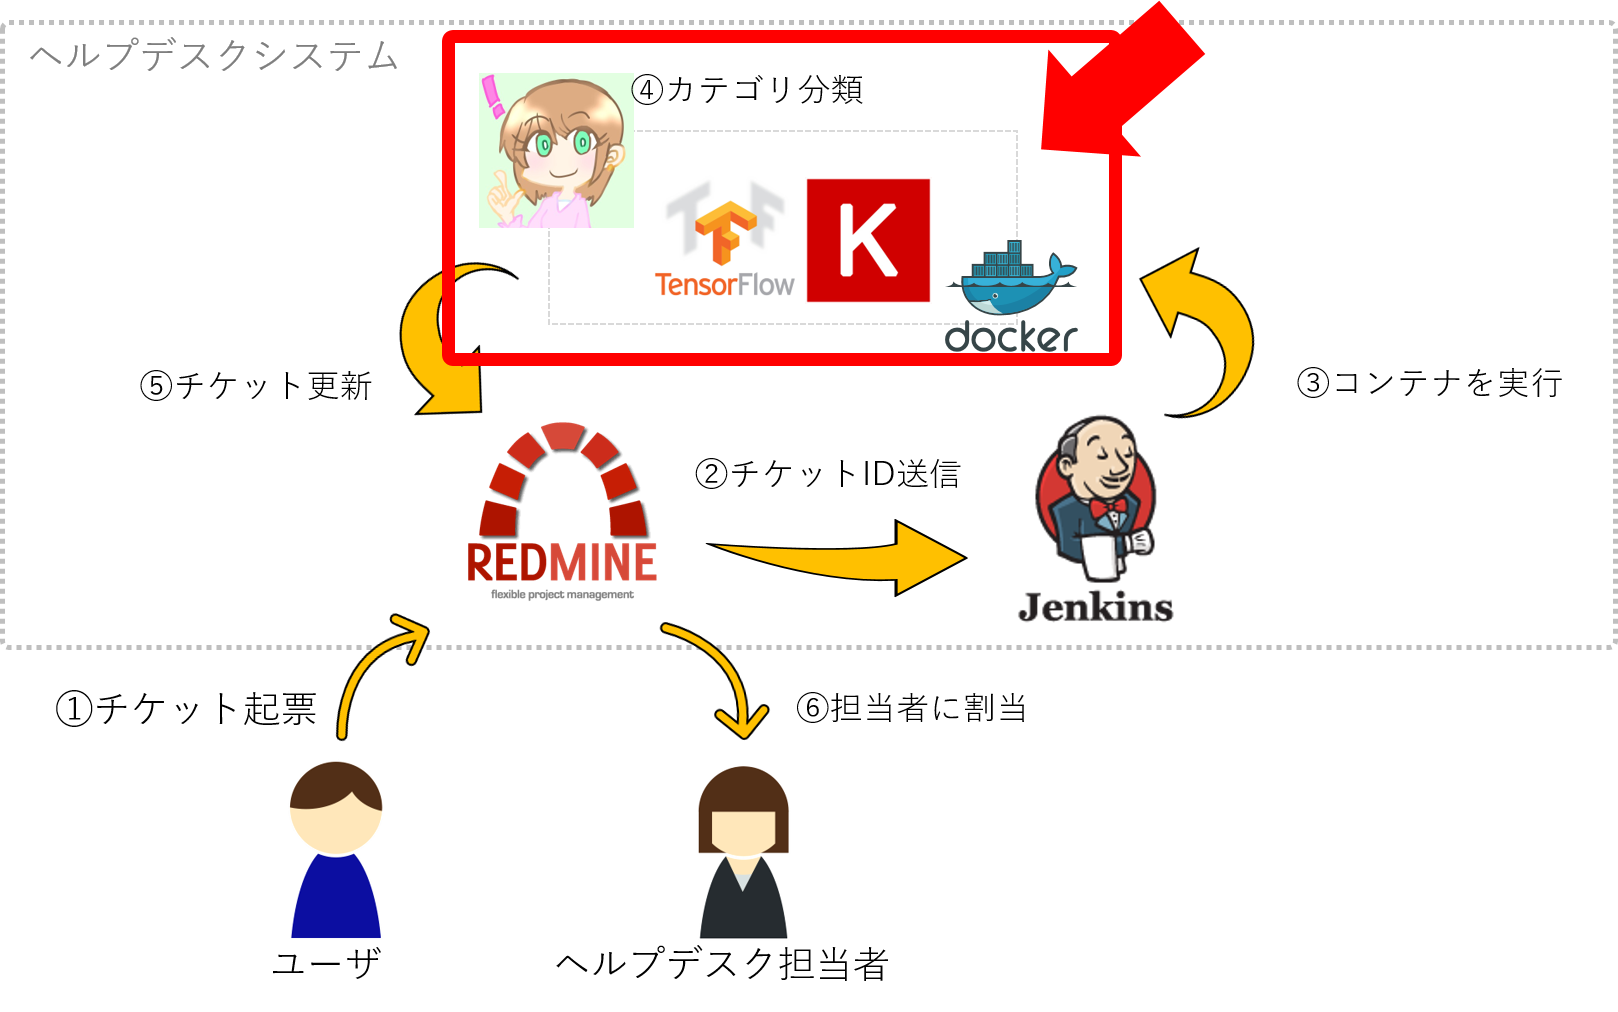 ヘルプデスクシステム
④カテゴリ分類
TensorFlow
K
docker
⑤チケット更新
③コンテナを実行
②チケットID送信
REDMINE
flexible project management
Jenkins
①チケット起票
⑥担当者に割当
ユーザ
ヘルプデスク担当者